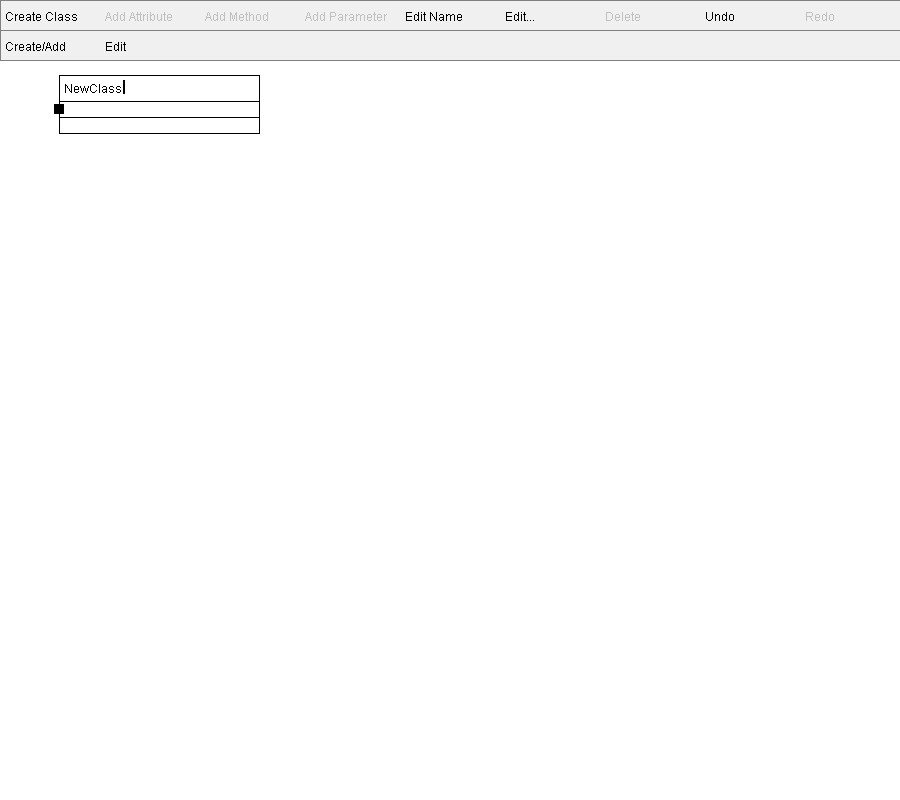 Create Class Add Attribute Add Method Add Parameter Edit Name Edit... Delete Undo Redo
Create/Add Edit
NewClass